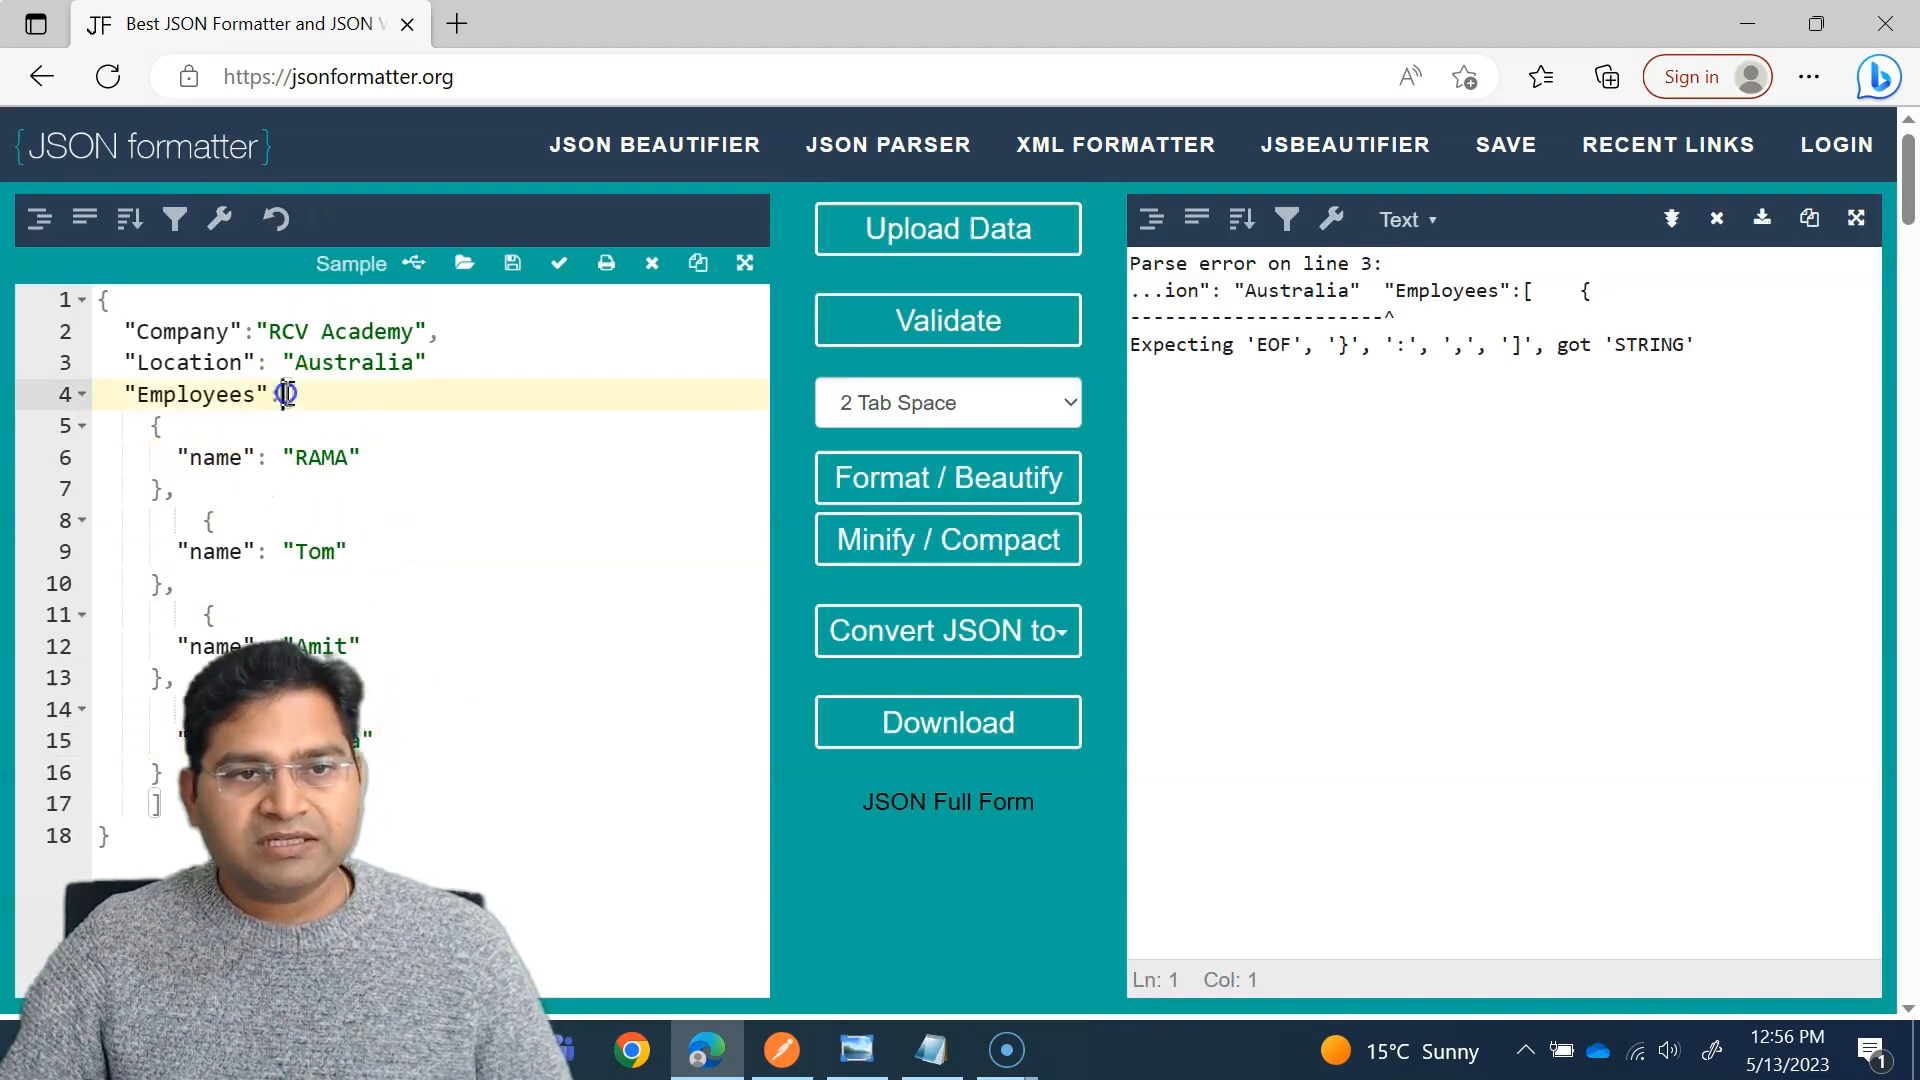 JF Best JSON Formatter and JSON V
https://jsonformatter.org
Sign in
{JSON formatter}
JSON BEAUTIFIER
JSON PARSER
XML FORMATTER
JSBEAUTIFIER
SAVE
RECENT LINKS
LOGIN
Sample
1 {
2 "Company":"RCV Academy",
3 "Location": "Australia"
4 "Employees":
5 {
6 "name": "RAMA"
7 },
8 {
9 "name": "Tom"
10 },
11 {
12 "name": "Amit"
13 },
14
15
16 }
17 ]
18 }
Upload Data
Validate
2 Tab Space
Format / Beautify
Minify / Compact
Convert JSON to
Download
JSON Full Form
Text
Parse error on line 3:
...ion": "Australia" "Employees":[ {
----------------------^
Expecting 'EOF', '}', ':', ',', ']', got 'STRING'
Ln: 1 Col: 1
15°C Sunny
12:56 PM
5/13/2023
1